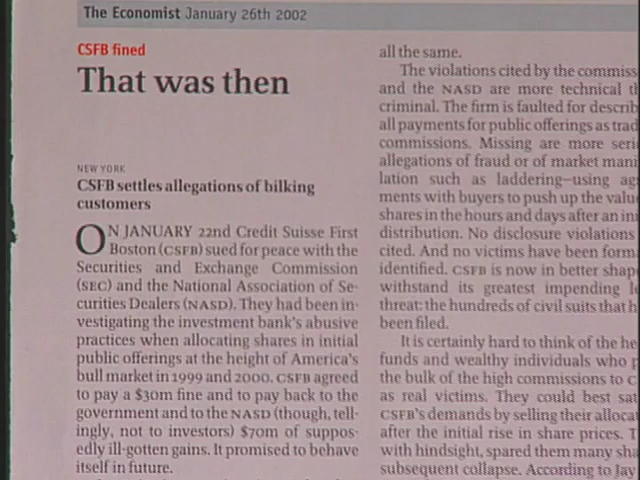 The Economist January 26th 2002
CSFB fined
That was then
NEW YORK
CSFB settles allegations of bilking
customers
ON JANUARY 22nd Credit Suisse First
Boston (CSFB) sued for peace with the
Securities and Exchange Commission
(SEC) and the National Association of Se-
curities Dealers (NASD). They had been in-
vestigating the investment bank's abusive
practices when allocating shares in initial
public offerings at the height of America's
bull market in 1999 and 2000. CSFB agreed
to pay a $30m fine and to pay back to the
government and to the NASD (though, tell-
ingly, not to investors) $70m of suppos-
edly ill-gotten gains. It promised to behave
itself in future.
all the same.
The violations cited by the commiss
and the NASD are more technical
criminal. The firm is faulted for describ
all payments for public offerings as trad
commissions. Missing are more seri
allegations of fraud or of market mani
lation such as laddering—using ag
ments with buyers to push up the valu
shares in the hours and days after an in
distribution. No disclosure violations
cited. And no victims have been form
identified. CSFB is now in better shap
withstand its greatest impending
threat: the hundreds of civil suits that h
been filed.
It is certainly hard to think of the he
funds and wealthy individuals who p
the bulk of the high commissions to C
as real victims. They could best sat
CSFB's demands by selling their alloca
after the initial rise in share prices. T
with hindsight, spared them many sha
subsequent collapse. According to Jay